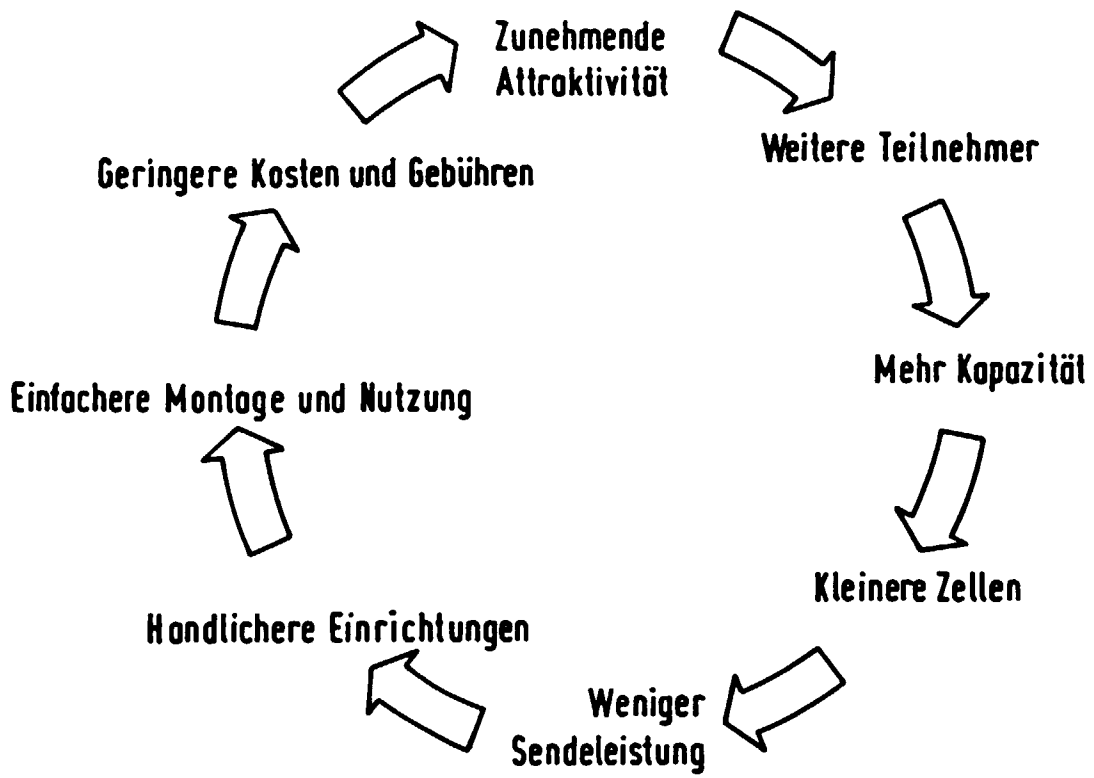 Zunehmende
Attraktivität
Weitere Teilnehmer
Mehr Kapazität
Kleinere Zellen
Weniger
Sendeleistung
Handlichere Einrichtungen
Einfachere Montage und Nutzung
Geringere Kosten und Gebühren